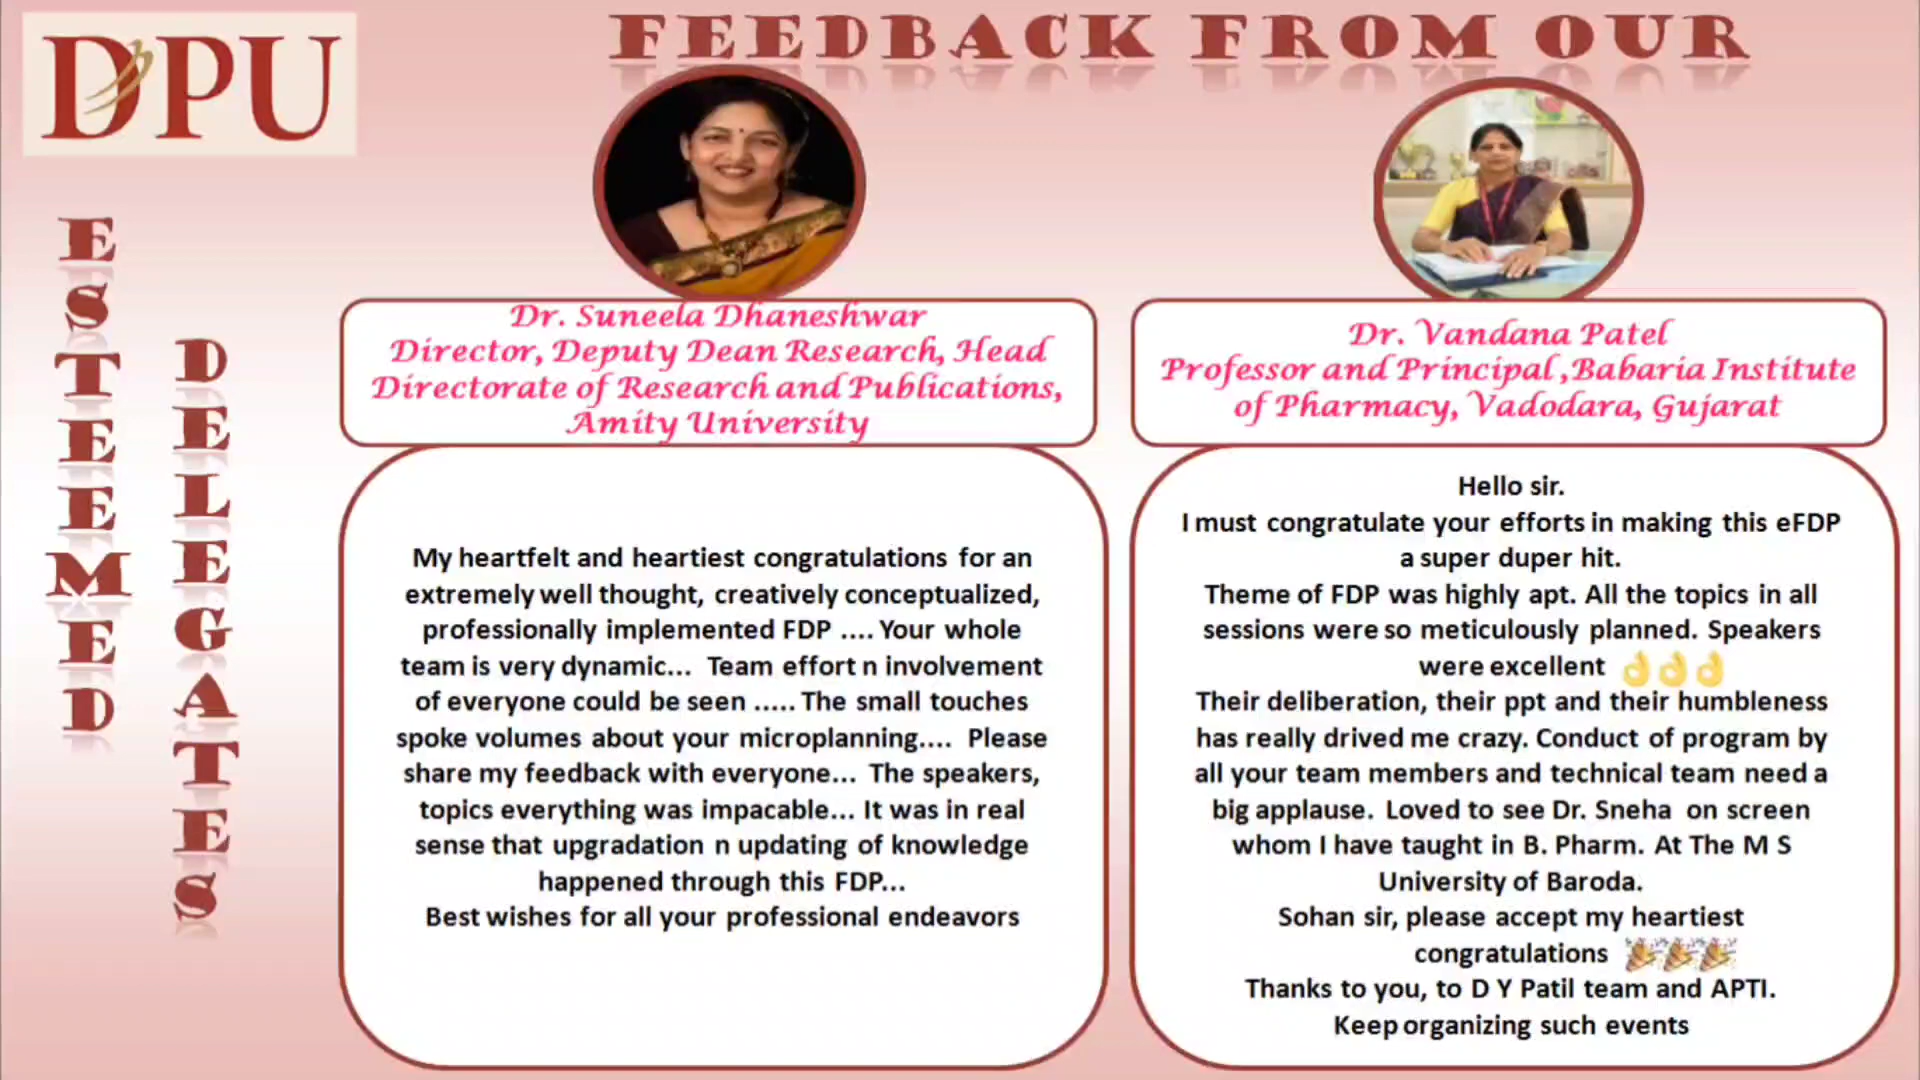 DPU
FEEDBACK FROM OUR
ESTEEMED
DELEGATES
Dr. Suneela Dhaneshwar
Director, Deputy Dean Research, Head
Directorate of Research and Publications,
Amity University
My heartfelt and heartiest congratulations for an
extremely well thought, creatively conceptualized,
professionally implemented FDP .... Your whole
team is very dynamic... Team effort n involvement
of everyone could be seen ..... The small touches
spoke volumes about your microplanning.... Please
share my feedback with everyone... The speakers,
topics everything was impacable... It was in real
sense that upgradation n updating of knowledge
happened through this FDP...
Best wishes for all your professional endeavors
Dr. Vandana Patel
Professor and Principal ,Babaria Institute
of Pharmacy, Vadodara, Gujarat
Hello sir.
I must congratulate your efforts in making this eFDP
a super duper hit.
Theme of FDP was highly apt. All the topics in all
sessions were so meticulously planned. Speakers
were excellent 👌👌👌
Their deliberation, their ppt and their humbleness
has really drived me crazy. Conduct of program by
all your team members and technical team need a
big applause. Loved to see Dr. Sneha on screen
whom I have taught in B. Pharm. At The M S
University of Baroda.
Sohan sir, please accept my heartiest
congratulations 🎉🎉🎉
Thanks to you, to D Y Patil team and APTI.
Keep organizing such events